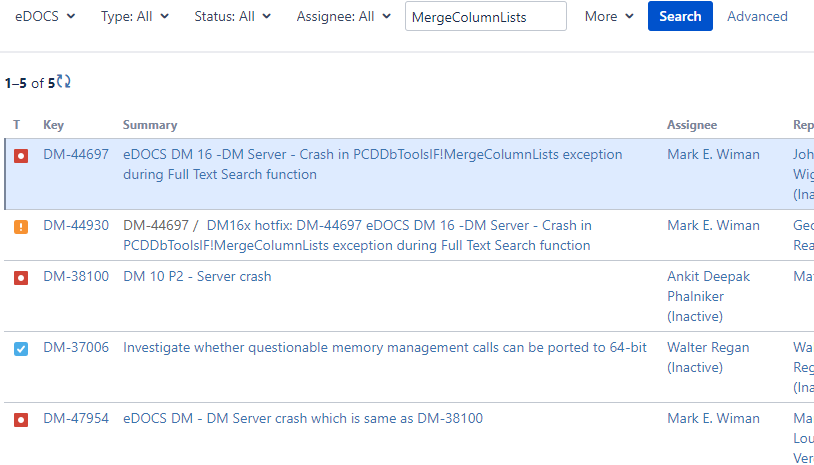 eDOCS Type: All Status: All Assignee: All MergeColumnLists More Search Advanced
1–5 of 5
T Key Summary Assignee Rep
DM-44697 eDOCS DM 16 -DM Server - Crash in PCDDbToolsIF!MergeColumnLists exception Mark E. Wiman Joh
during Full Text Search function Wig
(Ina
DM-44930 DM-44697 / DM16x hotfix: DM-44697 eDOCS DM 16 -DM Server - Crash in Mark E. Wiman Geo
PCDDbToolsIF!MergeColumnLists exception during Full Text Search function Rea
DM-38100 DM 10 P2 - Server crash Ankit Deepak Ma
Phalniker
(Inactive)
DM-37006 Investigate whether questionable memory management calls can be ported to 64-bit Walter Regan Wa
(Inactive) Reg
(Ina
DM-47954 eDOCS DM - DM Server crash which is same as DM-38100 Mark E. Wiman Ma
Lou
Ver